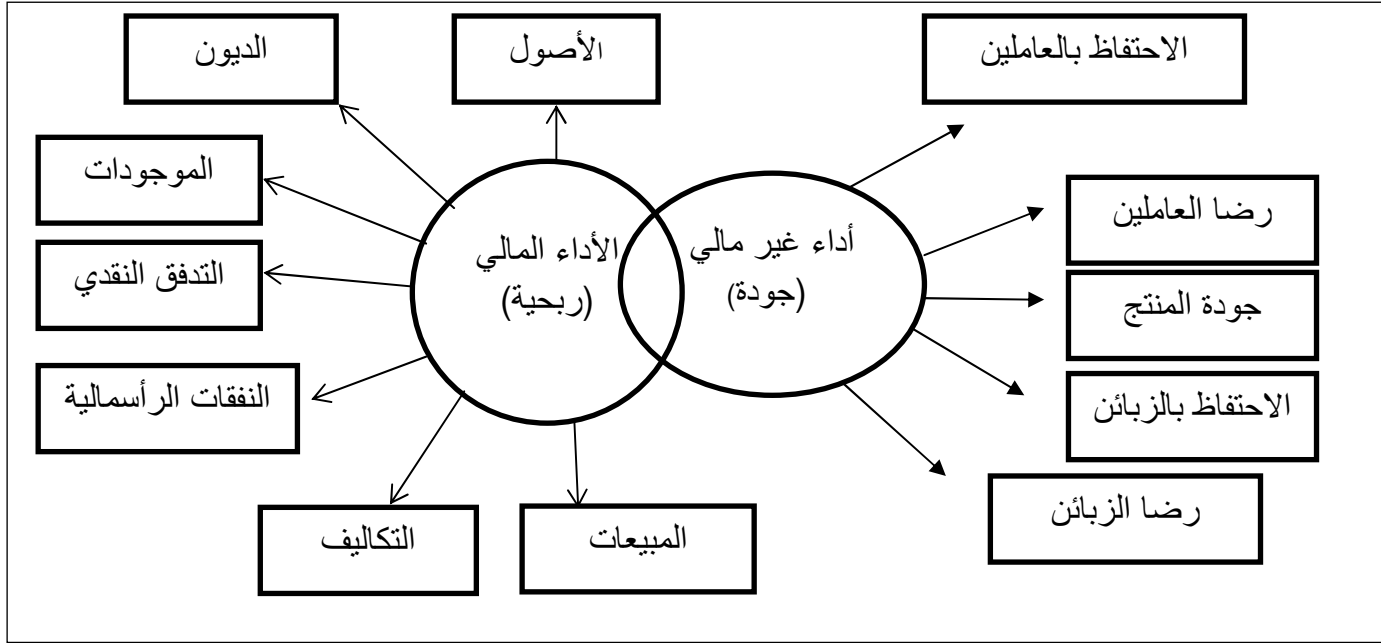 الاحتفاظ بالعاملين
الأصول
الديون
الموجودات
رضا العاملين
أداء غير مالي
(جودة)
الأداء المالي
(ربحية)
التدفق النقدي
جودة المنتج
النفقات الرأسمالية
الاحتفاظ بالزبائن
رضا الزبائن
المبيعات
التكاليف